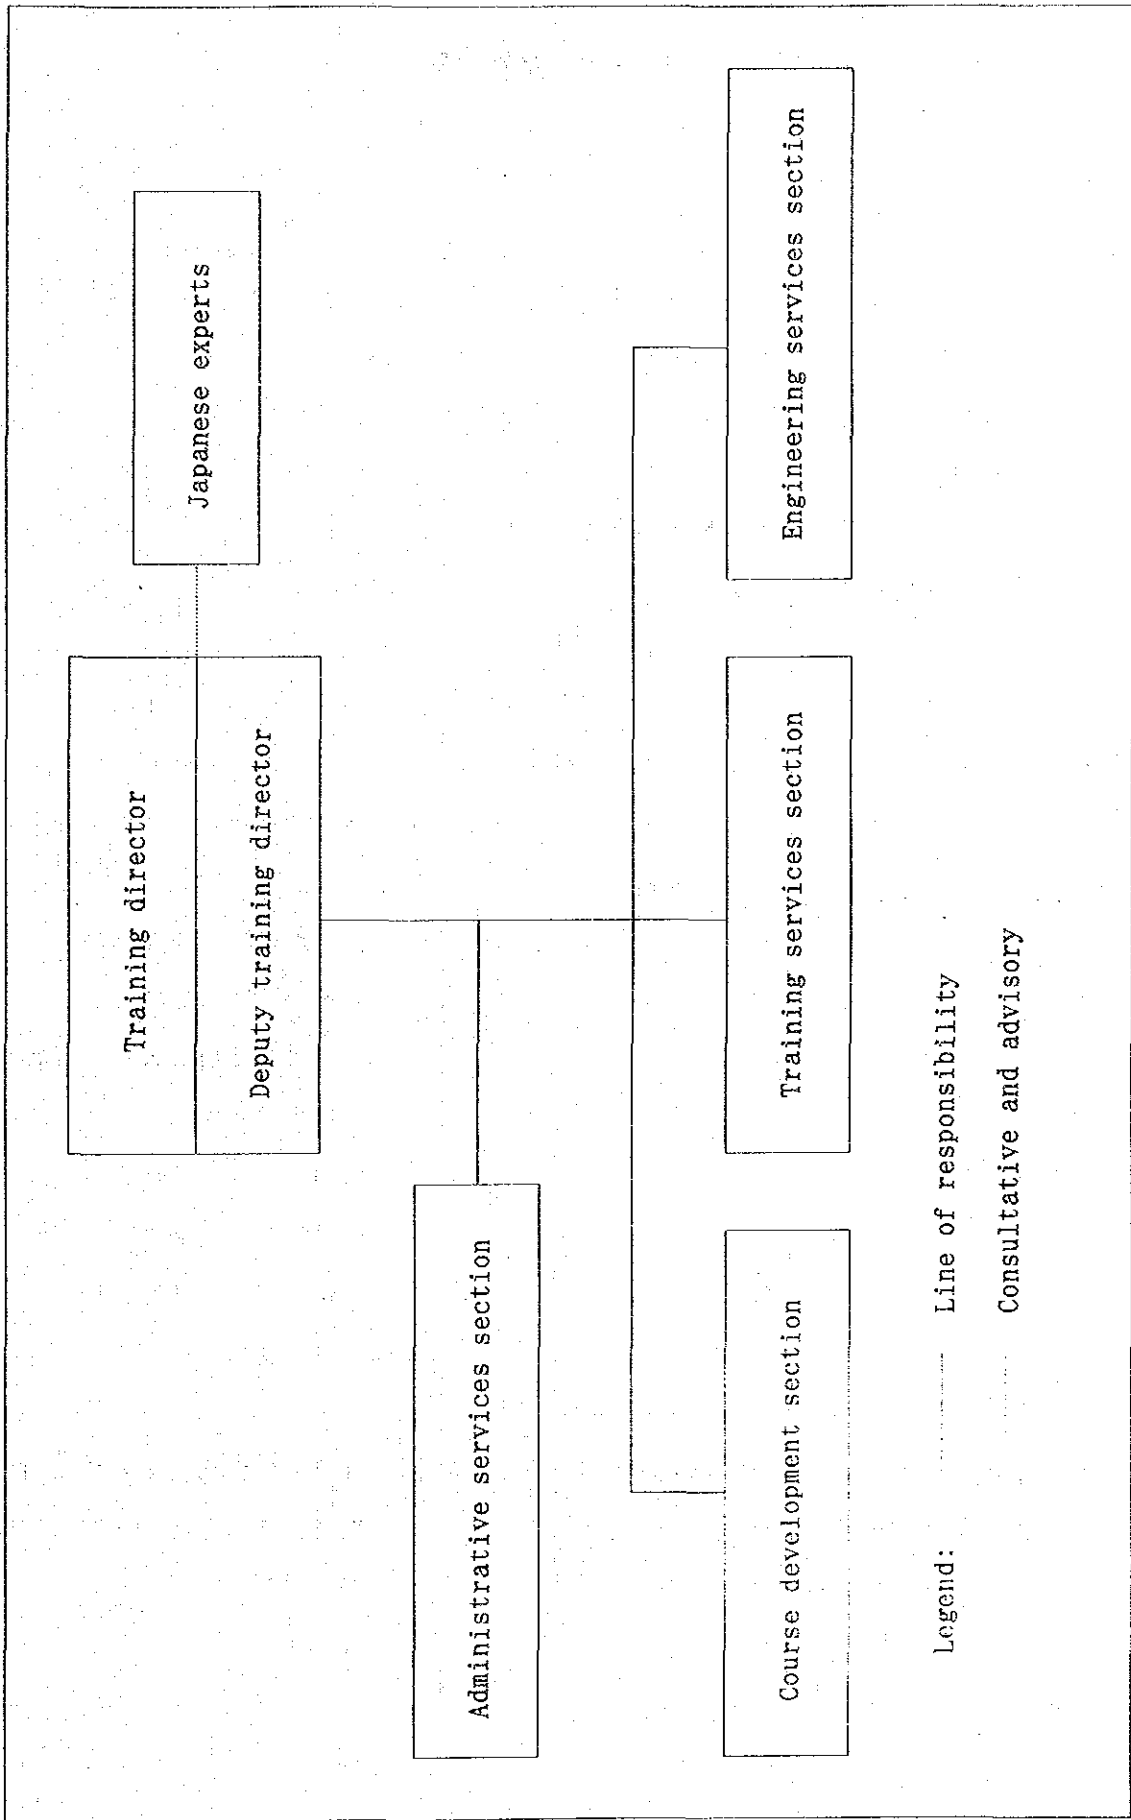 Training director
Deputy training director
Japanese experts
Administrative services section
Course development section
Training services section
Engineering services section
Legend:
Line of responsibility
Consultative and advisory